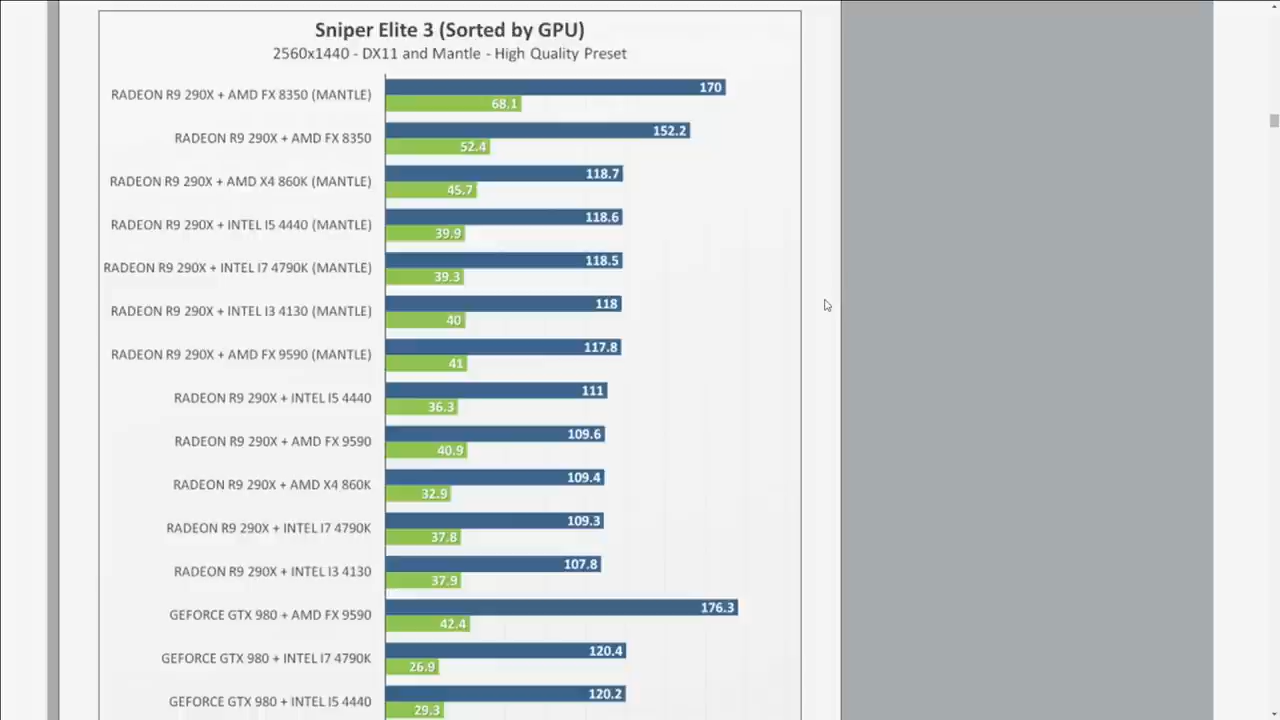 Sniper Elite 3 (Sorted by GPU)
2560x1440 - DX11 and Mantle - High Quality Preset
RADEON R9 290X + AMD FX 8350 (MANTLE) 170
68.1
RADEON R9 290X + AMD FX 8350 152.2
52.4
RADEON R9 290X + AMD X4 860K (MANTLE) 118.7
45.7
RADEON R9 290X + INTEL I5 4440 (MANTLE) 118.6
39.9
RADEON R9 290X + INTEL I7 4790K (MANTLE) 118.5
39.3
RADEON R9 290X + INTEL I3 4130 (MANTLE) 118
40
RADEON R9 290X + AMD FX 9590 (MANTLE) 117.8
41
RADEON R9 290X + INTEL I5 4440 111
36.3
RADEON R9 290X + AMD FX 9590 109.6
40.9
RADEON R9 290X + AMD X4 860K 109.4
32.9
RADEON R9 290X + INTEL I7 4790K 109.3
37.8
RADEON R9 290X + INTEL I3 4130 107.8
37.9
GEFORCE GTX 980 + AMD FX 9590 176.3
42.4
GEFORCE GTX 980 + INTEL I7 4790K 120.4
26.9
GEFORCE GTX 980 + INTEL I5 4440 120.2
29.3